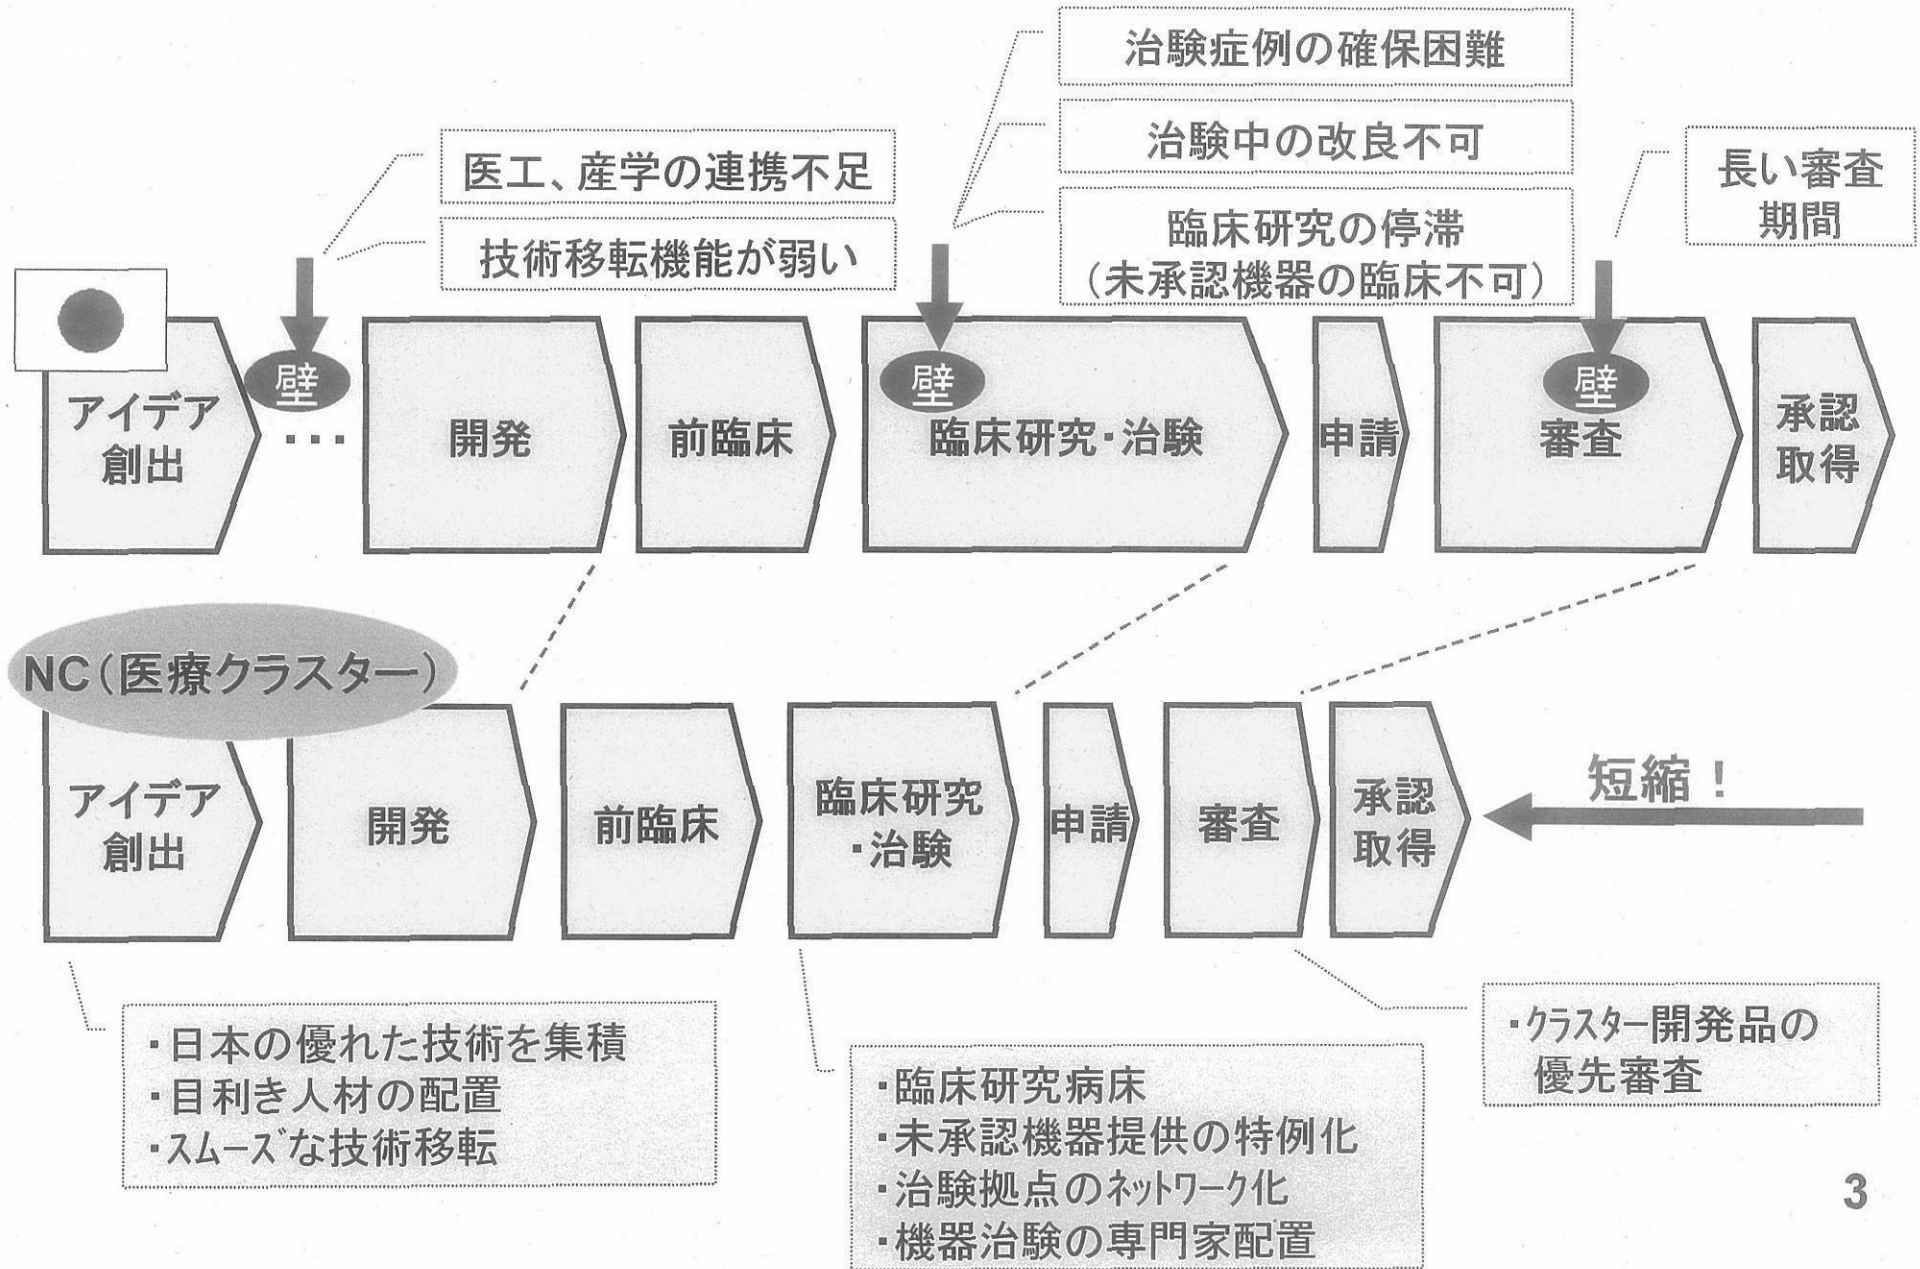 治験症例の確保困難
治験中の改良不可
臨床研究の停滞
（未承認機器の臨床不可）
医工、産学の連携不足
技術移転機能が弱い
長い審査
期間
壁
壁
壁
アイデア
創出
・・・
開発
前臨床
臨床研究・治験
申請
審査
承認
取得
NC（医療クラスター）
アイデア
創出
開発
前臨床
臨床研究
・治験
申請
審査
承認
取得
短縮！
・日本の優れた技術を集積
・目利き人材の配置
・スムーズな技術移転
・臨床研究病床
・未承認機器提供の特例化
・治験拠点のネットワーク化
・機器治験の専門家配置
・クラスター開発品の
優先審査
3